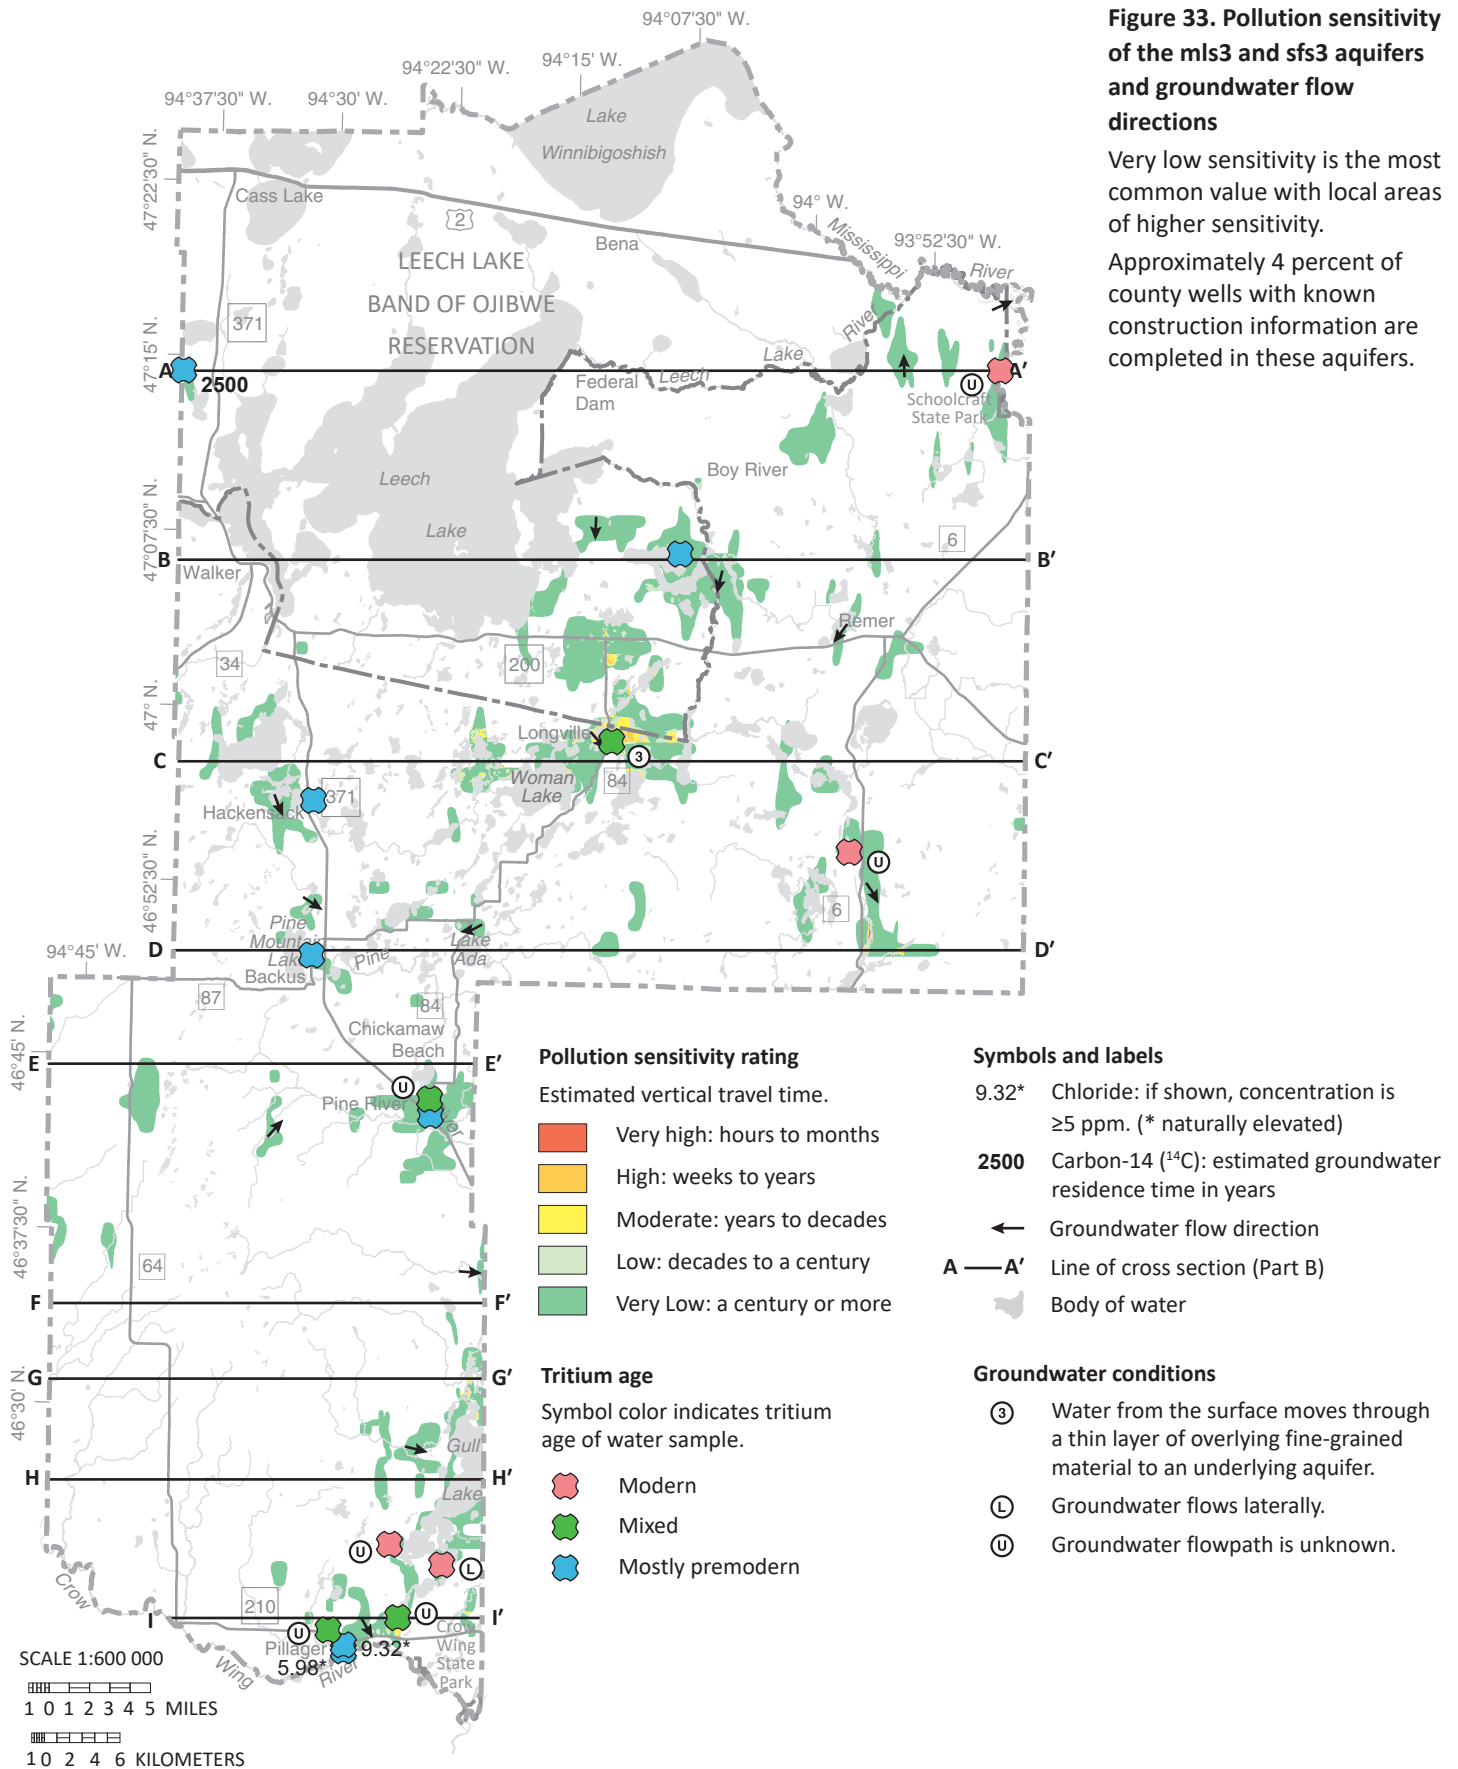 Figure 33. Pollution sensitivity
of the mls3 and sfs3 aquifers
and groundwater flow
directions
Very low sensitivity is the most
common value with local areas
of higher sensitivity.
Approximately 4 percent of
county wells with known
construction information are
completed in these aquifers.
94°07'30" W.
94°15' W.
94°22'30" W.
94°30' W.
94°37'30" W.
94° W.
93°52'30" W.
47°22'30" N.
47°15' N.
47°07'30" N.
47° N.
46°52'30" N.
94°45' W.
46°45' N.
46°37'30" N.
46°30' N.
Lake
Winnibigoshish
Cass Lake
2
Bena
Mississippi
River
LEECH LAKE
BAND OF OJIBWE
RESERVATION
371
River
Lake
Leech
Federal
Dam
A
2500
A'
U
Schoolcraft
State Park
Leech
Lake
Boy River
6
B
B'
Walker
Remer
34
200
Longville
3
C
C'
Woman
Lake
84
371
Hackensack
U
6
Pine
Mountain
Lake
Pine
Lake
Ada
D
D'
Backus
87
84
Chickamaw
Beach
E
E'
U
Pine River
64
F
F'
G
G'
Gull
H
H'
Lake
U
L
Crow
210
I
I'
U
U
Pillager
9.32*
5.98*
Wing
River
Crow
Wing
State
Park
SCALE 1:600 000
1 0 1 2 3 4 5 MILES
1 0 2 4 6 KILOMETERS
Pollution sensitivity rating
Estimated vertical travel time.
Very high: hours to months
High: weeks to years
Moderate: years to decades
Low: decades to a century
Very Low: a century or more
Tritium age
Symbol color indicates tritium
age of water sample.
Modern
Mixed
Mostly premodern
Symbols and labels
9.32* Chloride: if shown, concentration is
≥5 ppm. (* naturally elevated)
2500 Carbon-14 (¹⁴C): estimated groundwater
residence time in years
Groundwater flow direction
A A' Line of cross section (Part B)
Body of water
Groundwater conditions
3 Water from the surface moves through
a thin layer of overlying fine-grained
material to an underlying aquifer.
L Groundwater flows laterally.
U Groundwater flowpath is unknown.